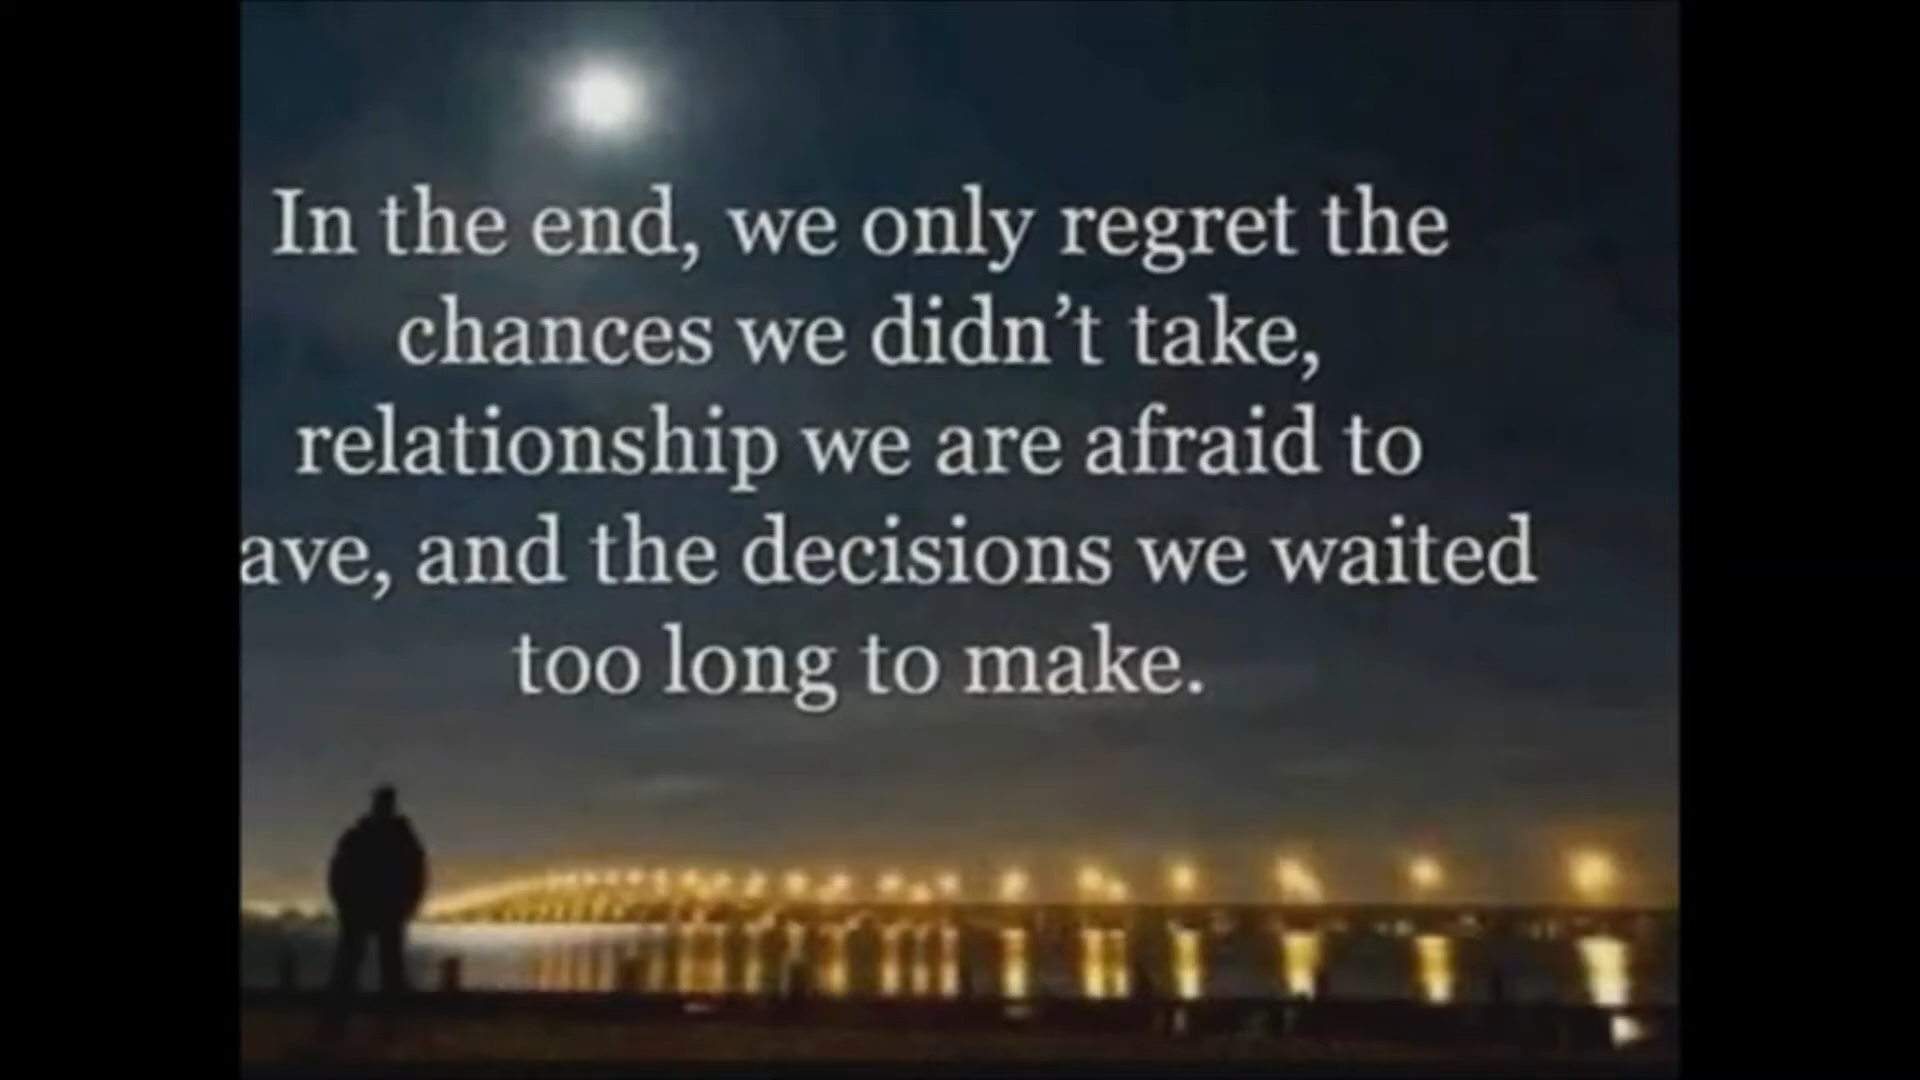 In the end, we only regret the
chances we didn’t take,
relationship we are afraid to
ave, and the decisions we waited
too long to make.